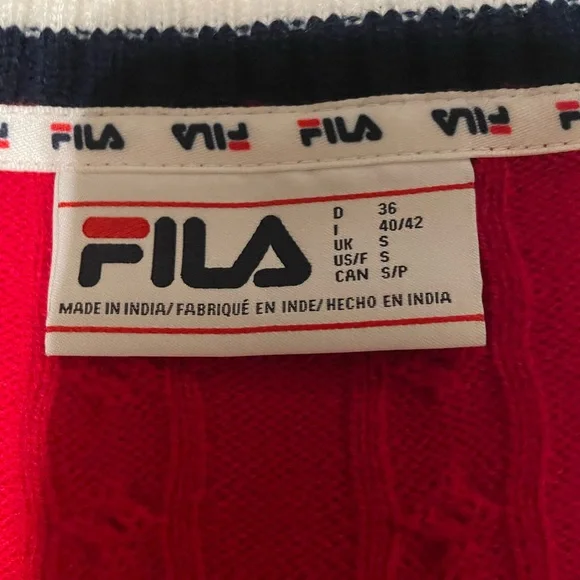 FILA FILA FILA FILA
FILA
D 36
I 40/42
UK S
US/F S
CAN S/P
MADE IN INDIA/ FABRIQUÉ EN INDE/ HECHO EN INDIA